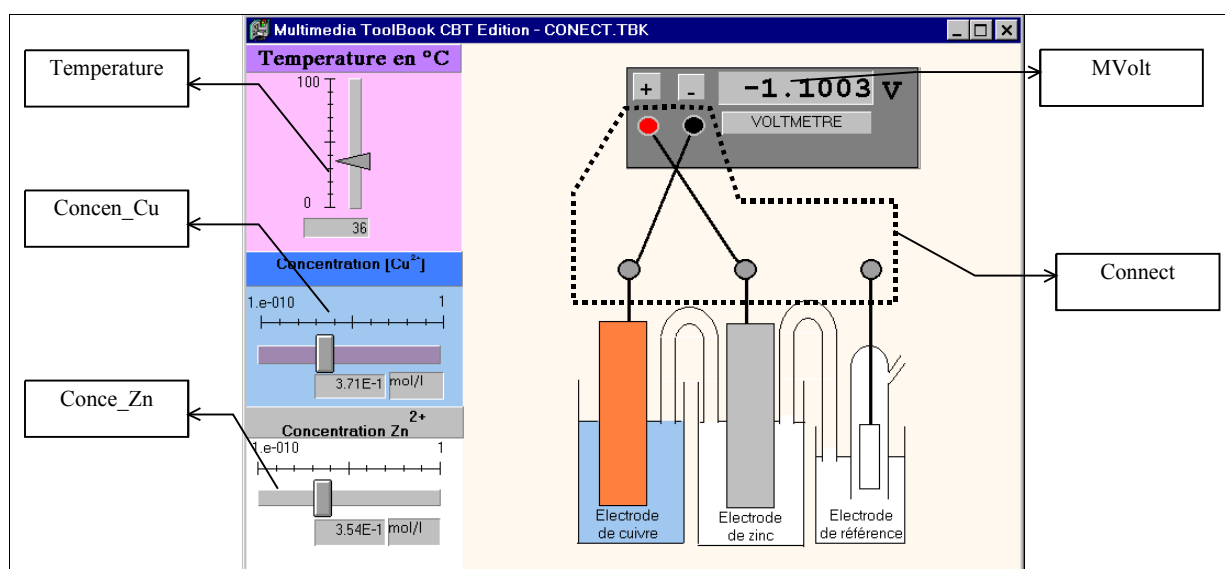 Multimedia ToolBook CBT Edition - CONECT.TBK
Temperature
Temperature en °C
100
0
36
+
-
-1.1003 V
VOLTMETRE
MVolt
Concen_Cu
Concentration [Cu2+]
1.e-010
1
3.71E-1
mol/l
Connect
Conce_Zn
Concentration Zn2+
1.e-010
1
3.54E-1
mol/l
Electrode
de cuivre
Electrode
de zinc
Electrode
de référence